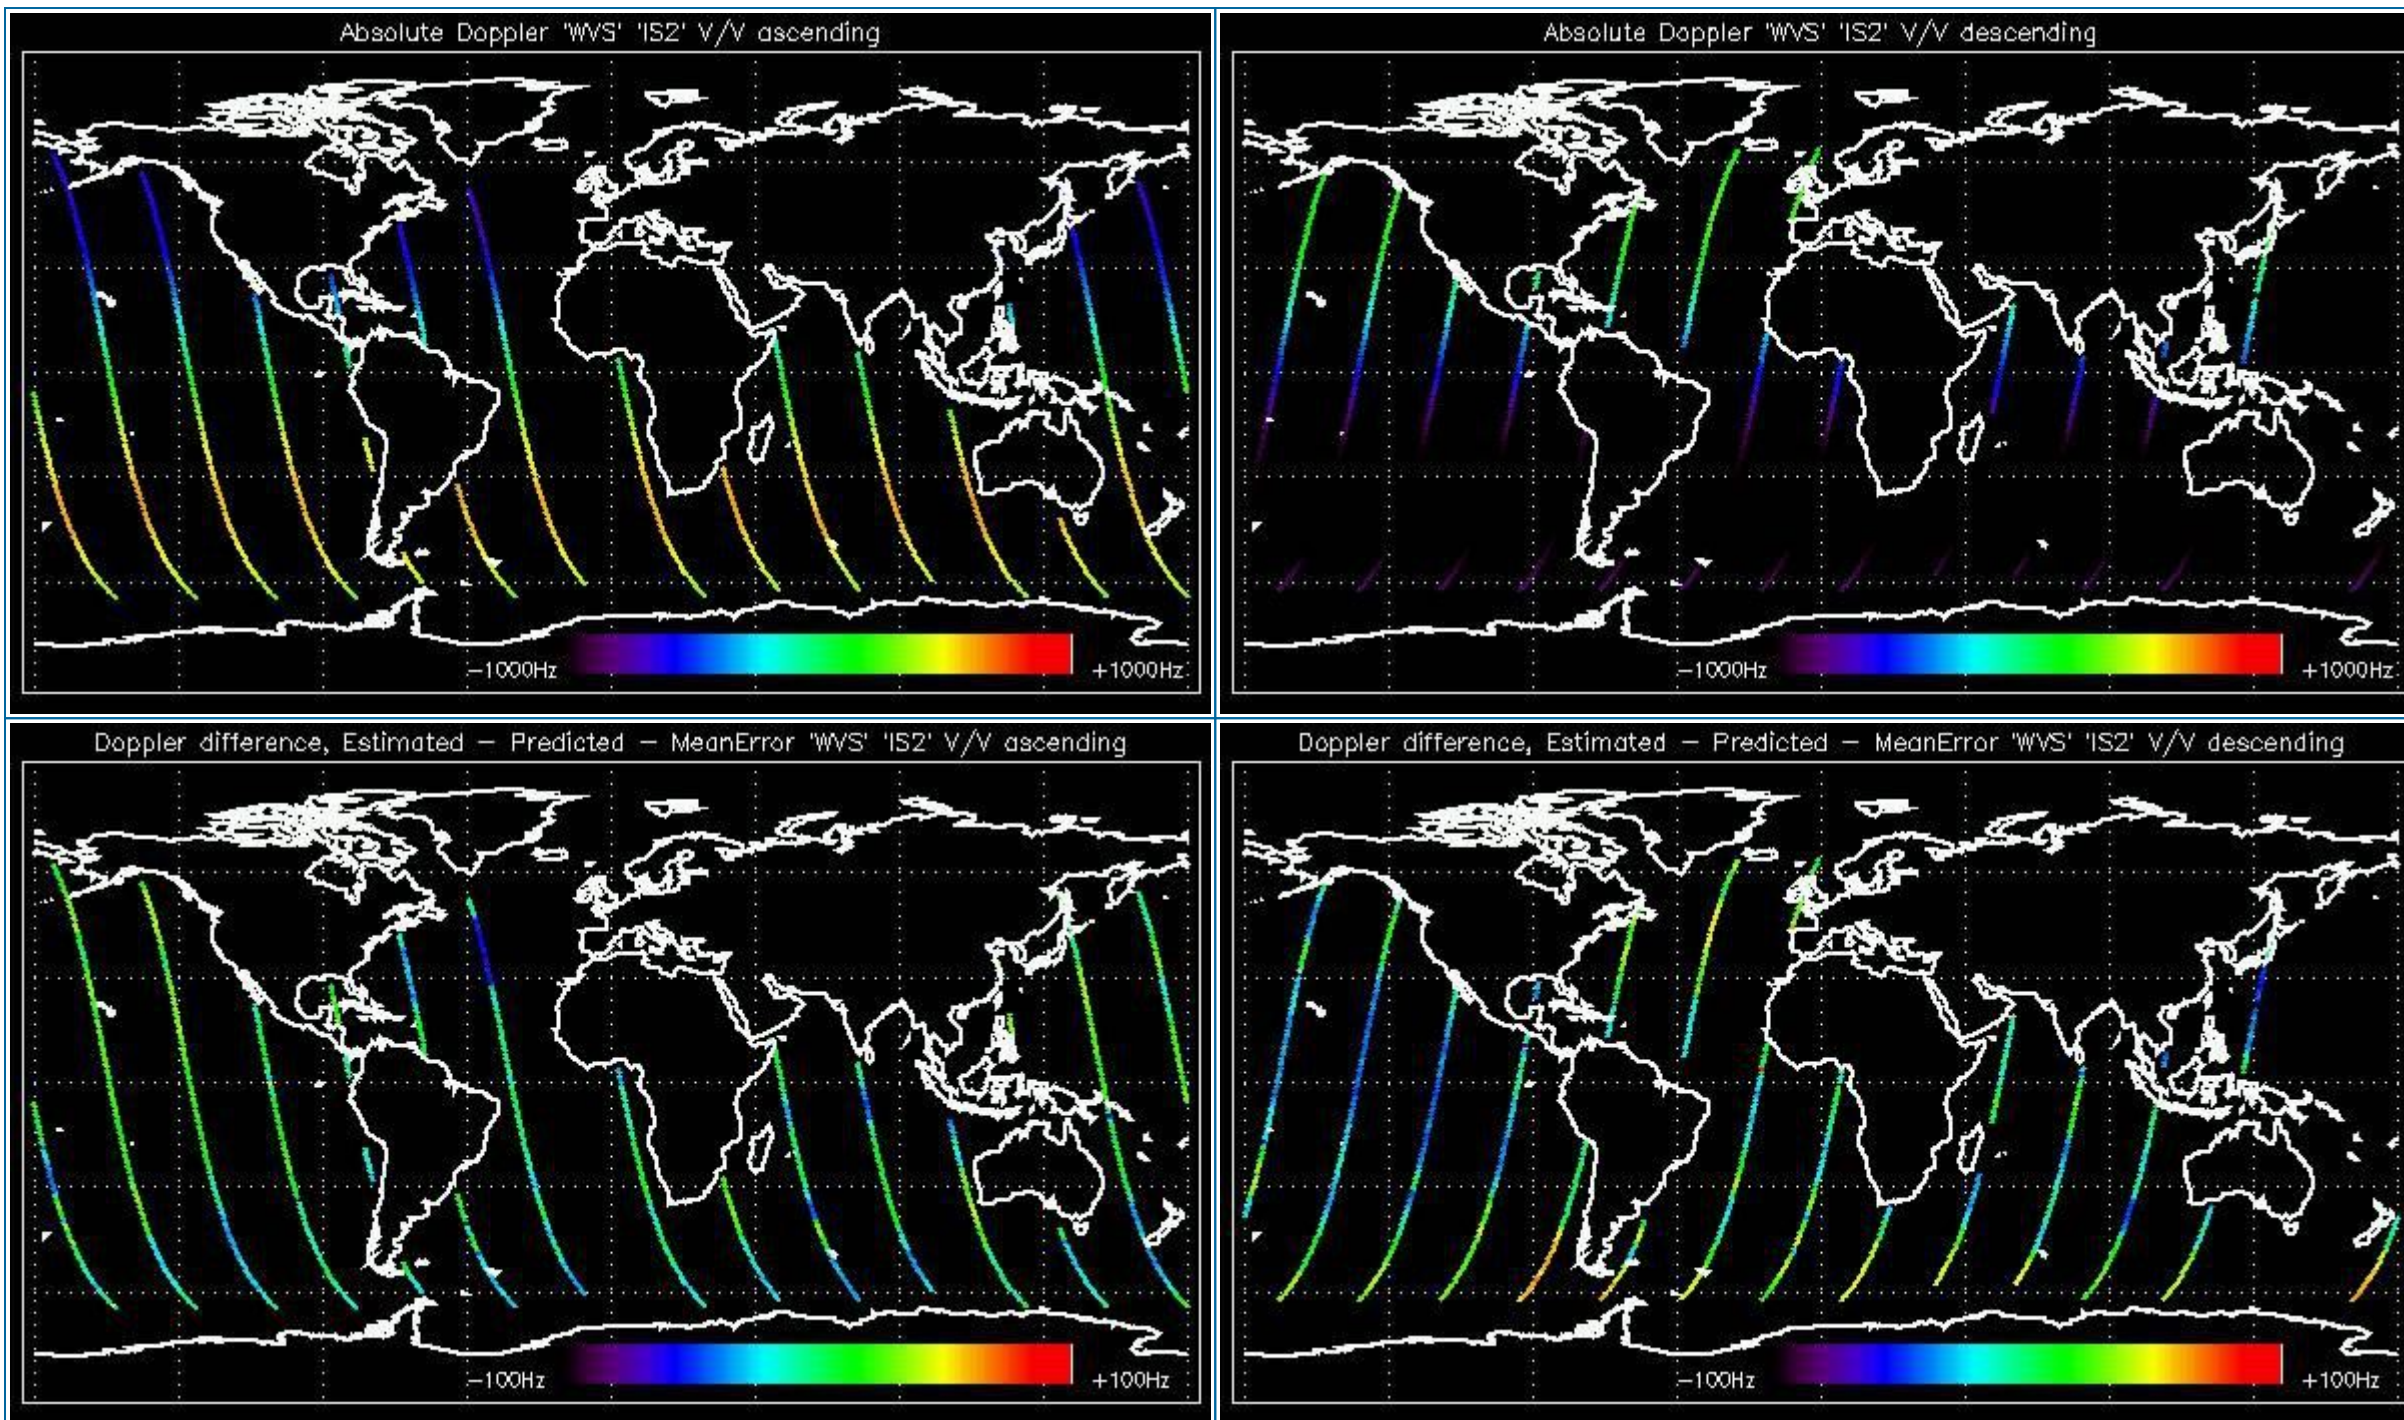 Absolute Doppler 'WVS' 'IS2' V/V ascending
-1000Hz
+1000Hz
Absolute Doppler 'WVS' 'IS2' V/V descending
-1000Hz
+1000Hz
Doppler difference, Estimated - Predicted - MeanError 'WVS' 'IS2' V/V ascending
-100Hz
+100Hz
Doppler difference, Estimated - Predicted - MeanError 'WVS' 'IS2' V/V descending
-100Hz
+100Hz